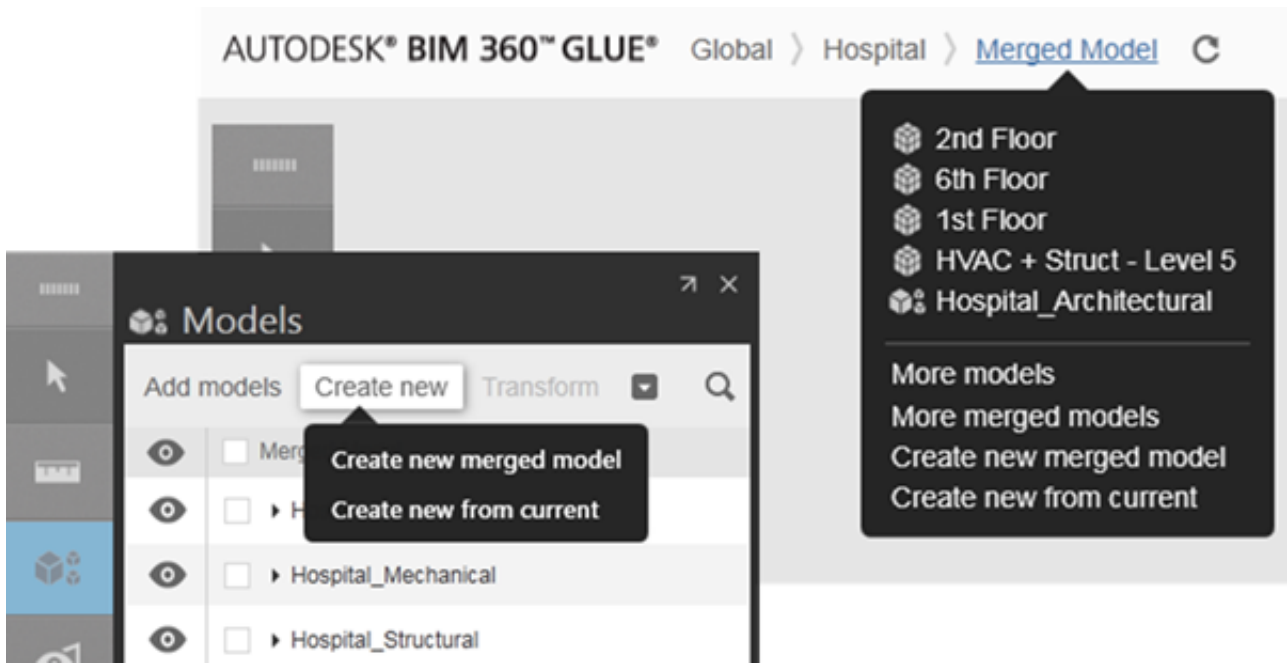 AUTODESK® BIM 360™ GLUE® Global 〉 Hospital 〉 Merged Model
2nd Floor
6th Floor
1st Floor
HVAC + Struct - Level 5
Hospital_Architectural
More models
More merged models
Create new merged model
Create new from current
Models
Add models Create new Transform
Create new merged model
Create new from current
Hospital_Mechanical
Hospital_Structural